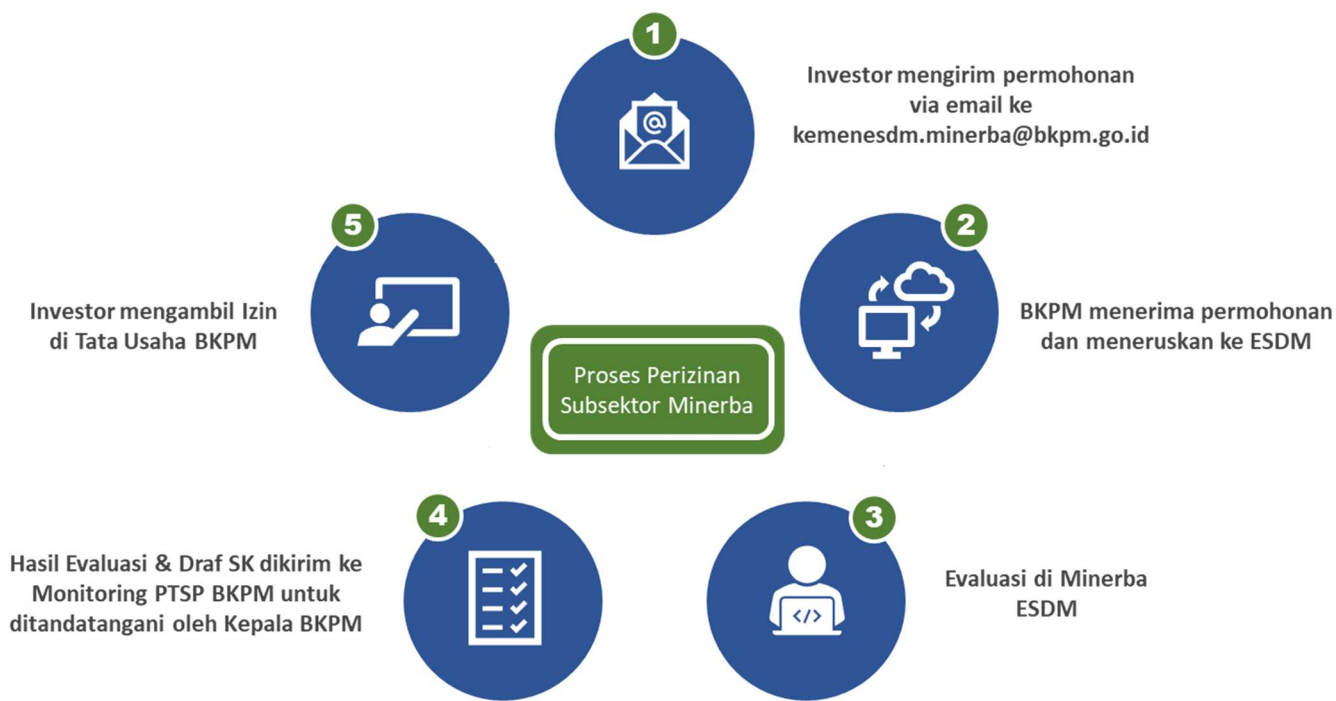 1
Investor mengirim permohonan
via email ke
kemenesdm.minerba@bkpm.go.id
2
BKPM menerima permohonan
dan meneruskan ke ESDM
3
Evaluasi di Minerba
ESDM
4
Hasil Evaluasi & Draf SK dikirim ke
Monitoring PTSP BKPM untuk
ditandatangani oleh Kepala BKPM
5
Investor mengambil Izin
di Tata Usaha BKPM
Proses Perizinan
Subsektor Minerba
@
</>